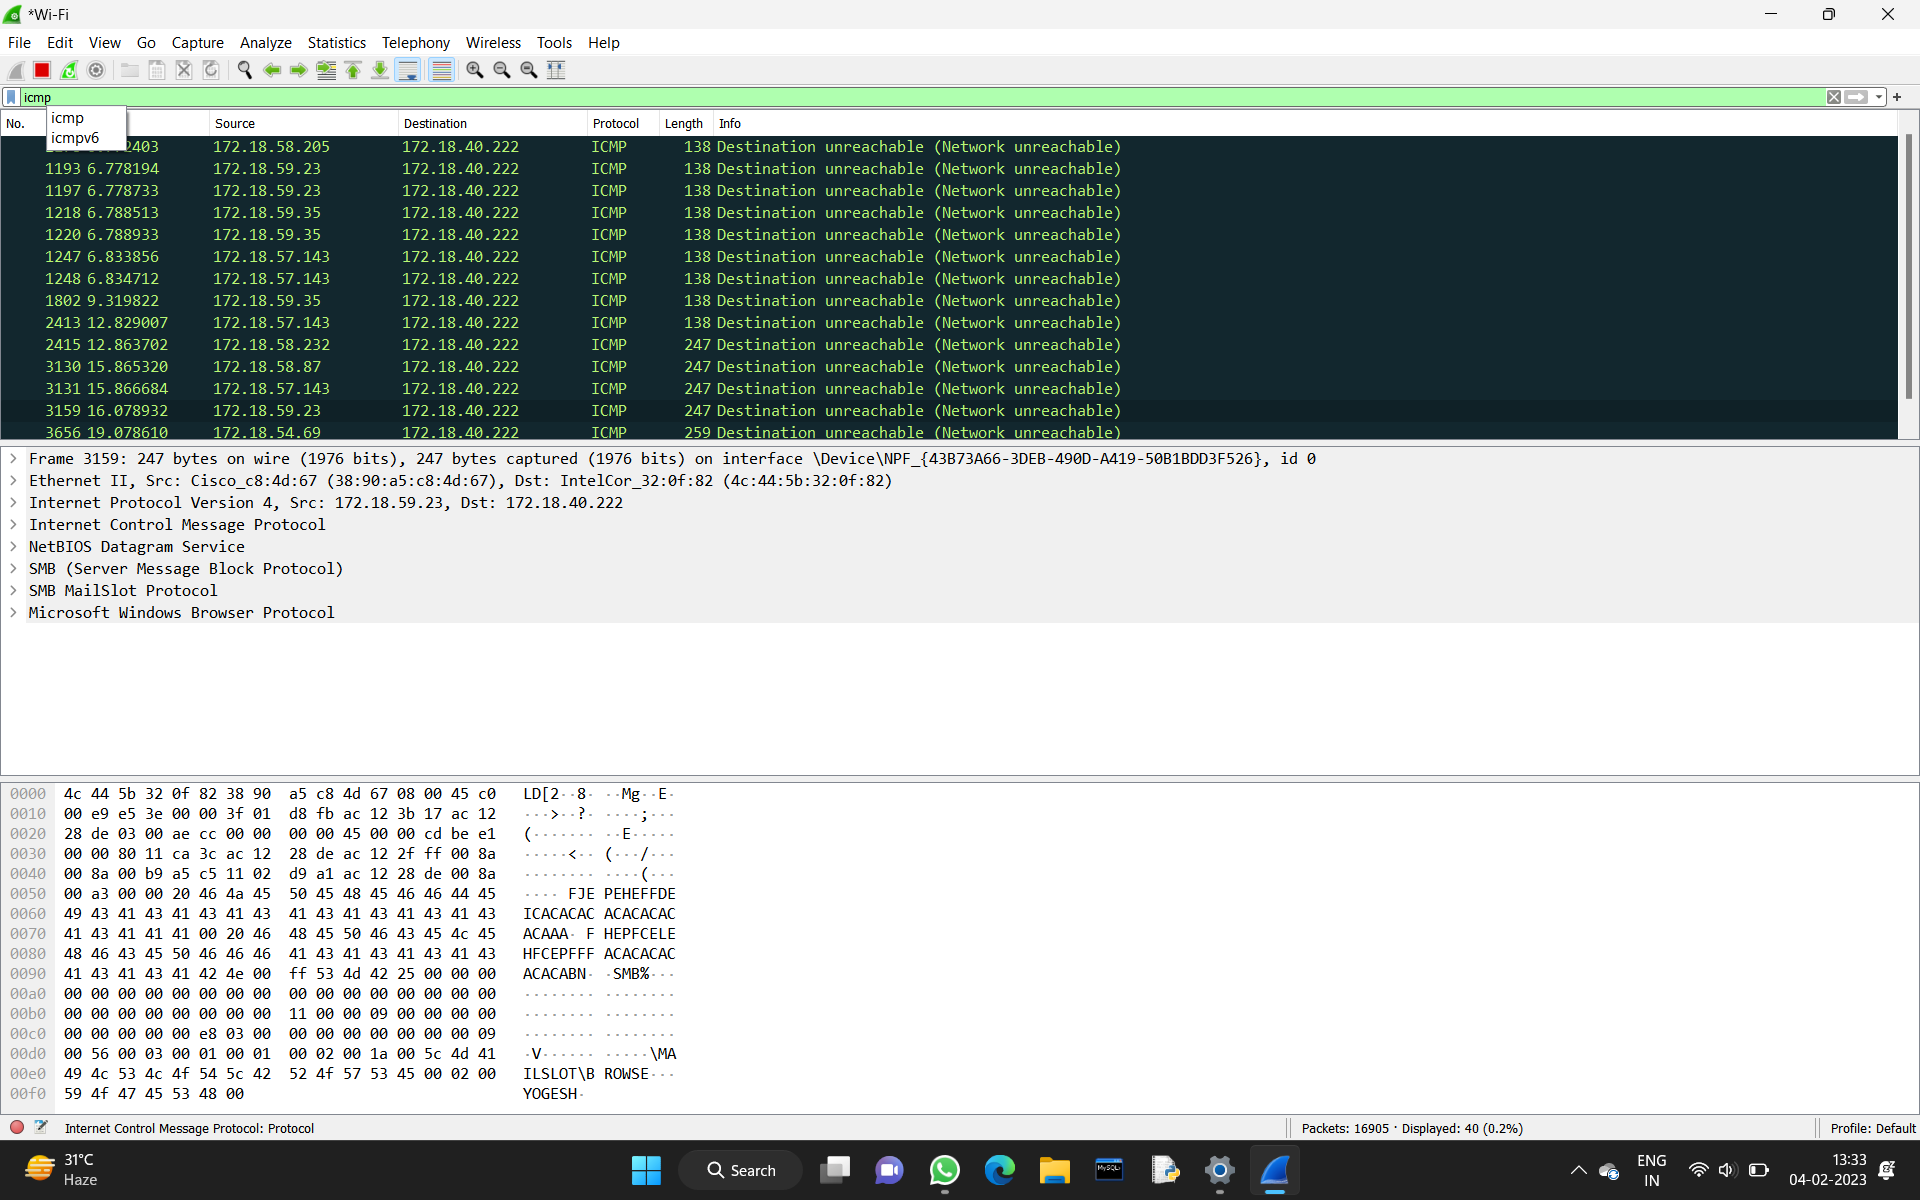 *Wi-Fi
File Edit View Go Capture Analyze Statistics Telephony Wireless Tools Help
icmp
icmp
icmpv6
No. Source Destination Protocol Length Info
2403 172.18.58.205 172.18.40.222 ICMP 138 Destination unreachable (Network unreachable)
1193 6.778194 172.18.59.23 172.18.40.222 ICMP 138 Destination unreachable (Network unreachable)
1197 6.778733 172.18.59.23 172.18.40.222 ICMP 138 Destination unreachable (Network unreachable)
1218 6.788513 172.18.59.35 172.18.40.222 ICMP 138 Destination unreachable (Network unreachable)
1220 6.788933 172.18.59.35 172.18.40.222 ICMP 138 Destination unreachable (Network unreachable)
1247 6.833856 172.18.57.143 172.18.40.222 ICMP 138 Destination unreachable (Network unreachable)
1248 6.834712 172.18.57.143 172.18.40.222 ICMP 138 Destination unreachable (Network unreachable)
1802 9.319822 172.18.59.35 172.18.40.222 ICMP 138 Destination unreachable (Network unreachable)
2413 12.829007 172.18.57.143 172.18.40.222 ICMP 138 Destination unreachable (Network unreachable)
2415 12.863702 172.18.58.232 172.18.40.222 ICMP 247 Destination unreachable (Network unreachable)
3130 15.865320 172.18.58.87 172.18.40.222 ICMP 247 Destination unreachable (Network unreachable)
3131 15.866684 172.18.57.143 172.18.40.222 ICMP 247 Destination unreachable (Network unreachable)
3159 16.078932 172.18.59.23 172.18.40.222 ICMP 247 Destination unreachable (Network unreachable)
3656 19.078610 172.18.54.69 172.18.40.222 ICMP 259 Destination unreachable (Network unreachable)
Frame 3159: 247 bytes on wire (1976 bits), 247 bytes captured (1976 bits) on interface \Device\NPF_{43B73A66-3DEB-490D-A419-50B1BDD3F526}, id 0
Ethernet II, Src: Cisco_c8:4d:67 (38:90:a5:c8:4d:67), Dst: IntelCor_32:0f:82 (4c:44:5b:32:0f:82)
Internet Protocol Version 4, Src: 172.18.59.23, Dst: 172.18.40.222
Internet Control Message Protocol
NetBIOS Datagram Service
SMB (Server Message Block Protocol)
SMB MailSlot Protocol
Microsoft Windows Browser Protocol
0000 4c 44 5b 32 0f 82 38 90 a5 c8 4d 67 08 00 45 c0 LD[2··8· ··Mg··E·
0010 00 e9 e5 3e 00 00 3f 01 d8 fb ac 12 3b 17 ac 12 ···>··?· ····;···
0020 28 de 03 00 ae cc 00 00 00 00 45 00 00 cd be e1 (······· ··E·····
0030 00 00 80 11 ca 3c ac 12 28 de ac 12 2f ff 00 8a ·····<·· (···/···
0040 00 8a 00 b9 a5 c5 11 02 d9 a1 ac 12 28 de 00 8a ········ ····(···
0050 00 a3 00 00 20 46 4a 45 50 45 48 45 46 46 44 45 ···· FJE PEHEFFDE
0060 49 43 41 43 41 43 41 43 41 43 41 43 41 43 41 43 ICACACAC ACACACAC
0070 41 43 41 41 41 00 20 46 48 45 50 46 43 45 4c 45 ACAAA· F HEPFCELE
0080 48 46 43 45 50 46 46 46 41 43 41 43 41 43 41 43 HFCEPFFF ACACACAC
0090 41 43 41 43 41 42 4e 00 ff 53 4d 42 25 00 00 00 ACACABN· ·SMB%···
00a0 00 00 00 00 00 00 00 00 00 00 00 00 00 00 00 00 ········ ········
00b0 00 00 00 00 00 00 00 00 11 00 00 09 00 00 00 00 ········ ········
00c0 00 00 00 00 00 e8 03 00 00 00 00 00 00 00 00 09 ········ ········
00d0 00 56 00 03 00 01 00 01 00 02 00 1a 00 5c 4d 41 ·V······ ·····\MA
00e0 49 4c 53 4c 4f 54 5c 42 52 4f 57 53 45 00 02 00 ILSLOT\B ROWSE···
00f0 59 4f 47 45 53 48 00 YOGESH·
Internet Control Message Protocol: Protocol Packets: 16905 · Displayed: 40 (0.2%) Profile: Default
31°C
Haze
Search
MySQL
ENG
IN
13:33
04-02-2023